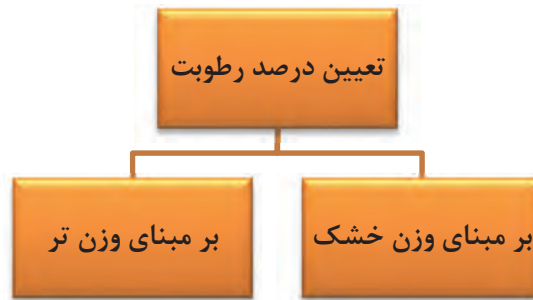 تعیین درصد رطوبت
بر مبنای وزن خشک
بر مبنای وزن تر